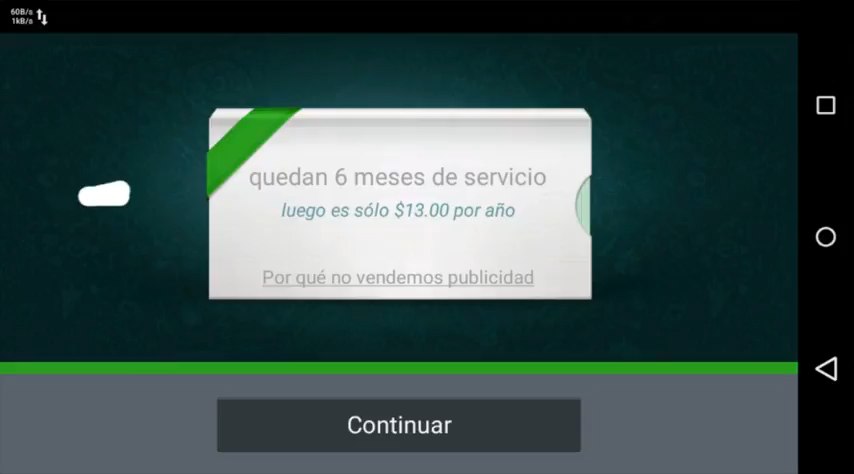 60B/s
1kB/s
quedan 6 meses de servicio
luego es sólo $13.00 por año
Por qué no vendemos publicidad
Continuar